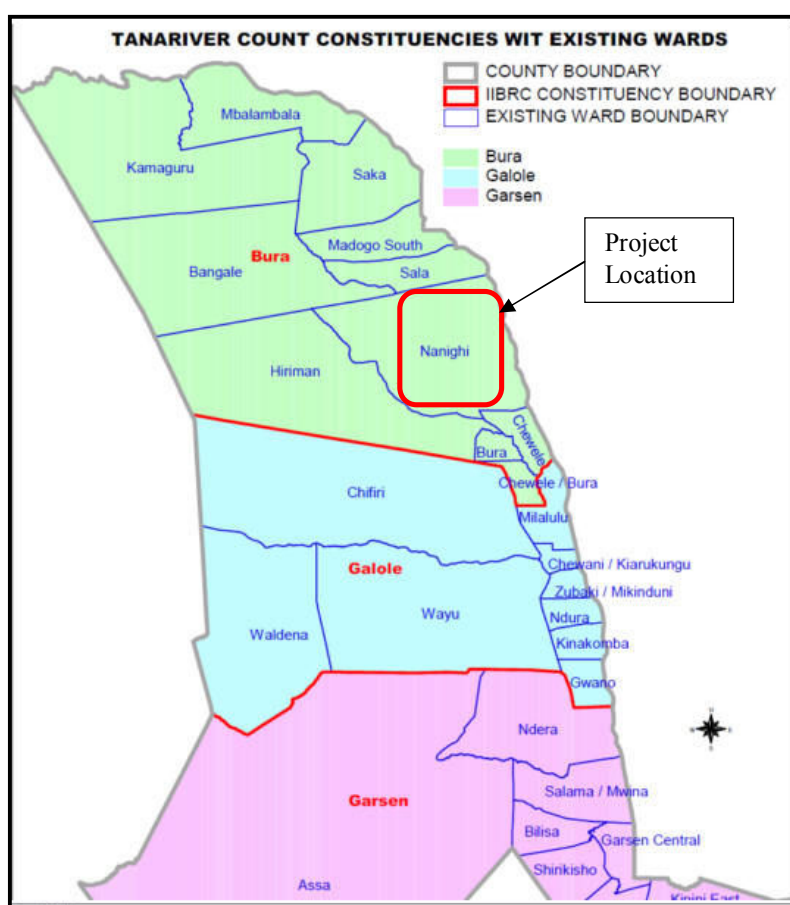 TANARIVER COUNT CONSTITUENCIES WIT EXISTING WARDS
COUNTY BOUNDARY
IIBRC CONSTITUENCY BOUNDARY
EXISTING WARD BOUNDARY
Bura
Galole
Garsen
Mbalambala
Kamaguru
Saka
Madogo South
Bura
Bangale
Sala
Project
Location
Nanighi
Hiriman
Chewele
Bura
Chewele / Bura
Chifiri
Milalulu
Chewani / Kiarukungu
Galole
Zubaki / Mikinduni
Wayu
Ndura
Waldena
Kinakomba
Gwano
Ndera
Salama / Mwina
Garsen
Bilisa
Garsen Central
Shirikisho
Assa